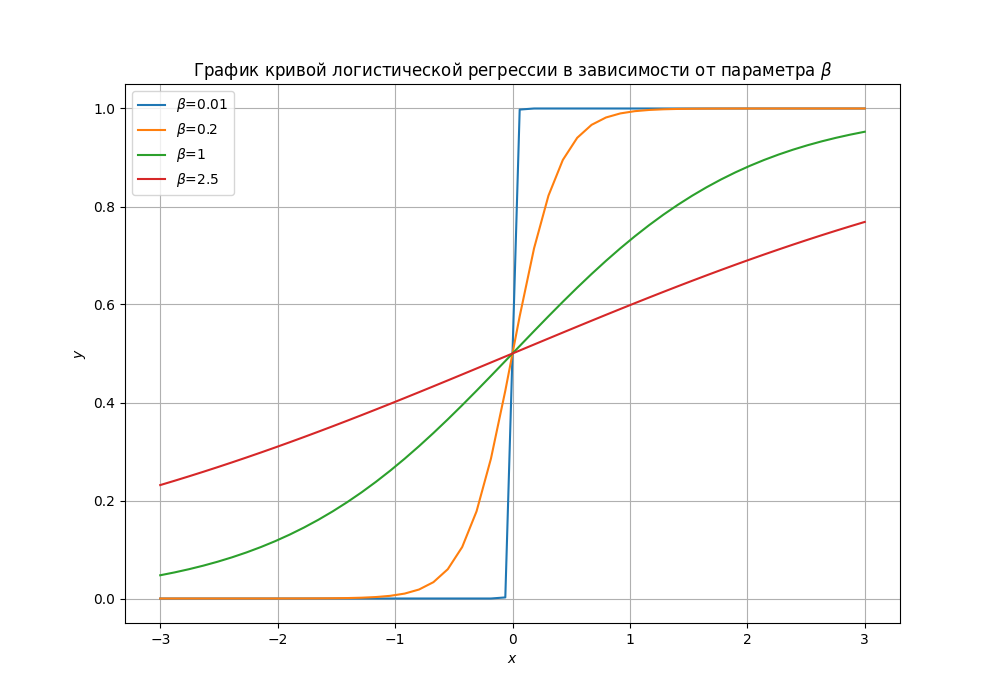 График кривой логистической регрессии в зависимости от параметра β
β=0.01
β=0.2
β=1
β=2.5
1.0
0.8
0.6
0.4
0.2
0.0
y
−3 −2 −1 0 1 2 3
x